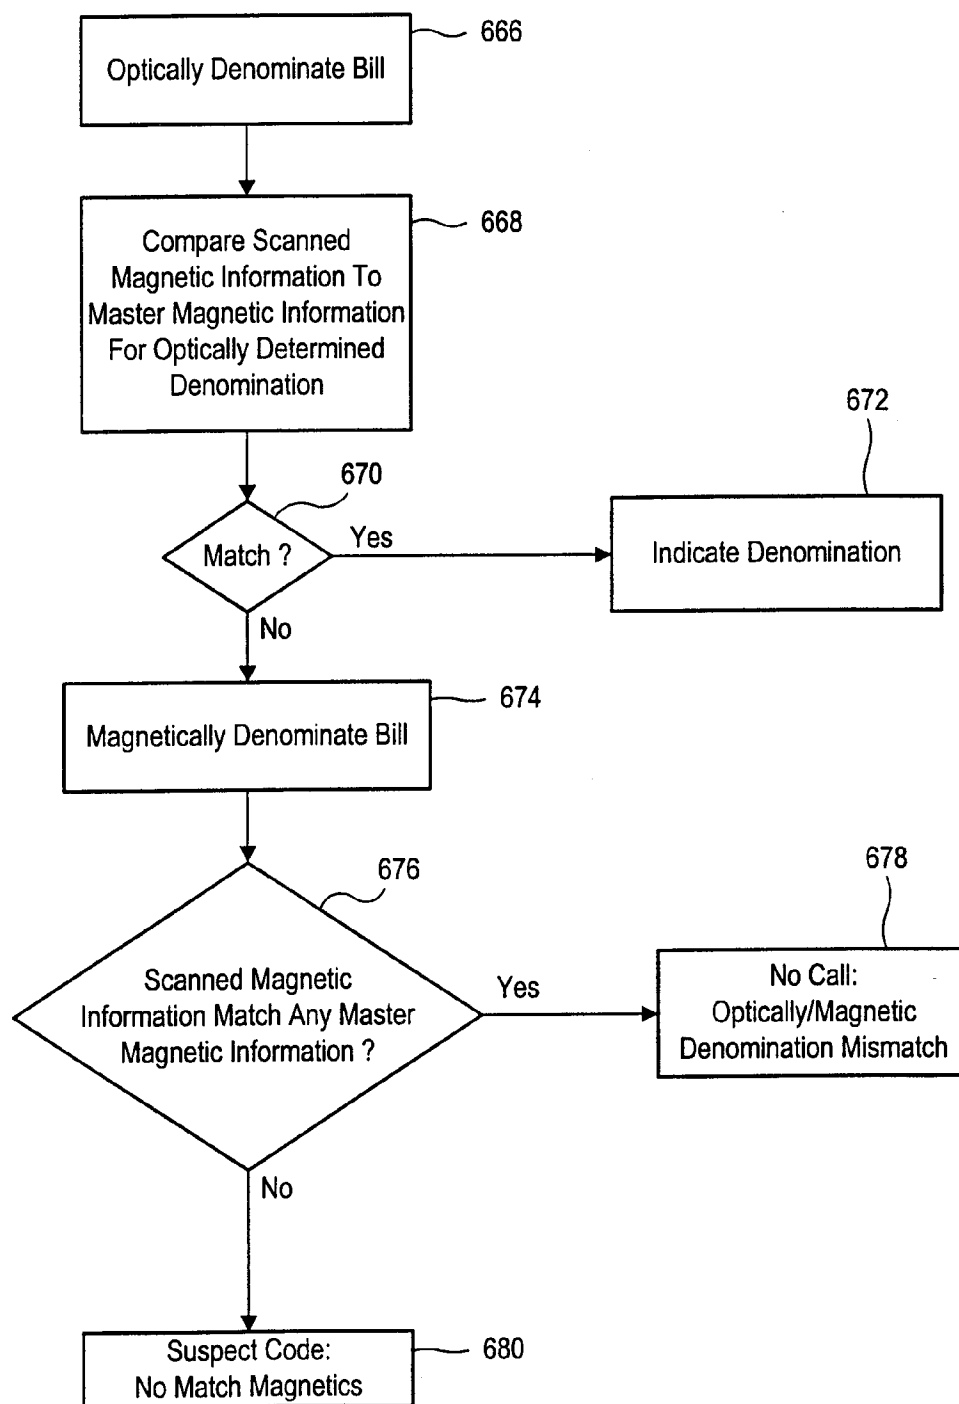 666
Optically Denominate Bill
668
Compare Scanned
Magnetic Information To
Master Magnetic Information
For Optically Determined
Denomination
672
670
Match ?
Yes
Indicate Denomination
No
674
Magnetically Denominate Bill
676
678
Scanned Magnetic
Information Match Any Master
Magnetic Information ?
Yes
No Call:
Optically/Magnetic
Denomination Mismatch
No
Suspect Code:
No Match Magnetics
680